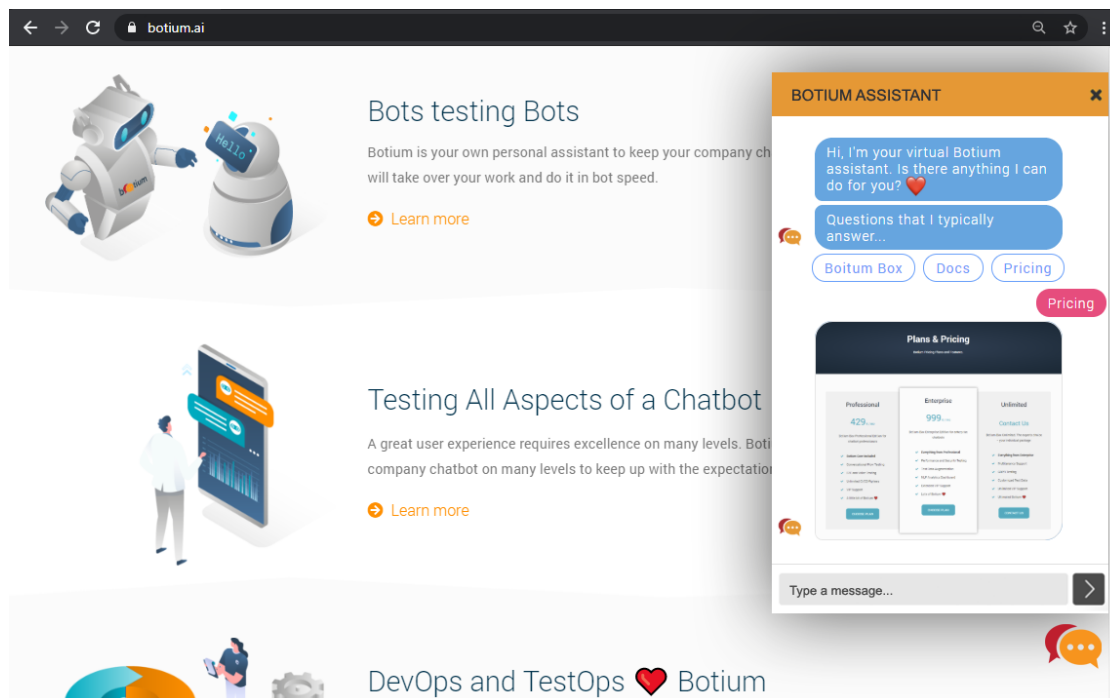 botium.ai
Bots testing Bots
Botium is your own personal assistant to keep your company ch
will take over your work and do it in bot speed.
Learn more
Hello
botium
Testing All Aspects of a Chatbot
A great user experience requires excellence on many levels. Boti
company chatbot on many levels to keep up with the expectation
Learn more
DevOps and TestOps ❤ Botium
BOTIUM ASSISTANT
Hi, I'm your virtual Botium
assistant. Is there anything I can
do for you? ❤
Questions that I typically
answer...
Boitum Box Docs Pricing
Pricing
Plans & Pricing
Professional
429
Enterprise
999
Unlimited
Contact Us
Type a message...